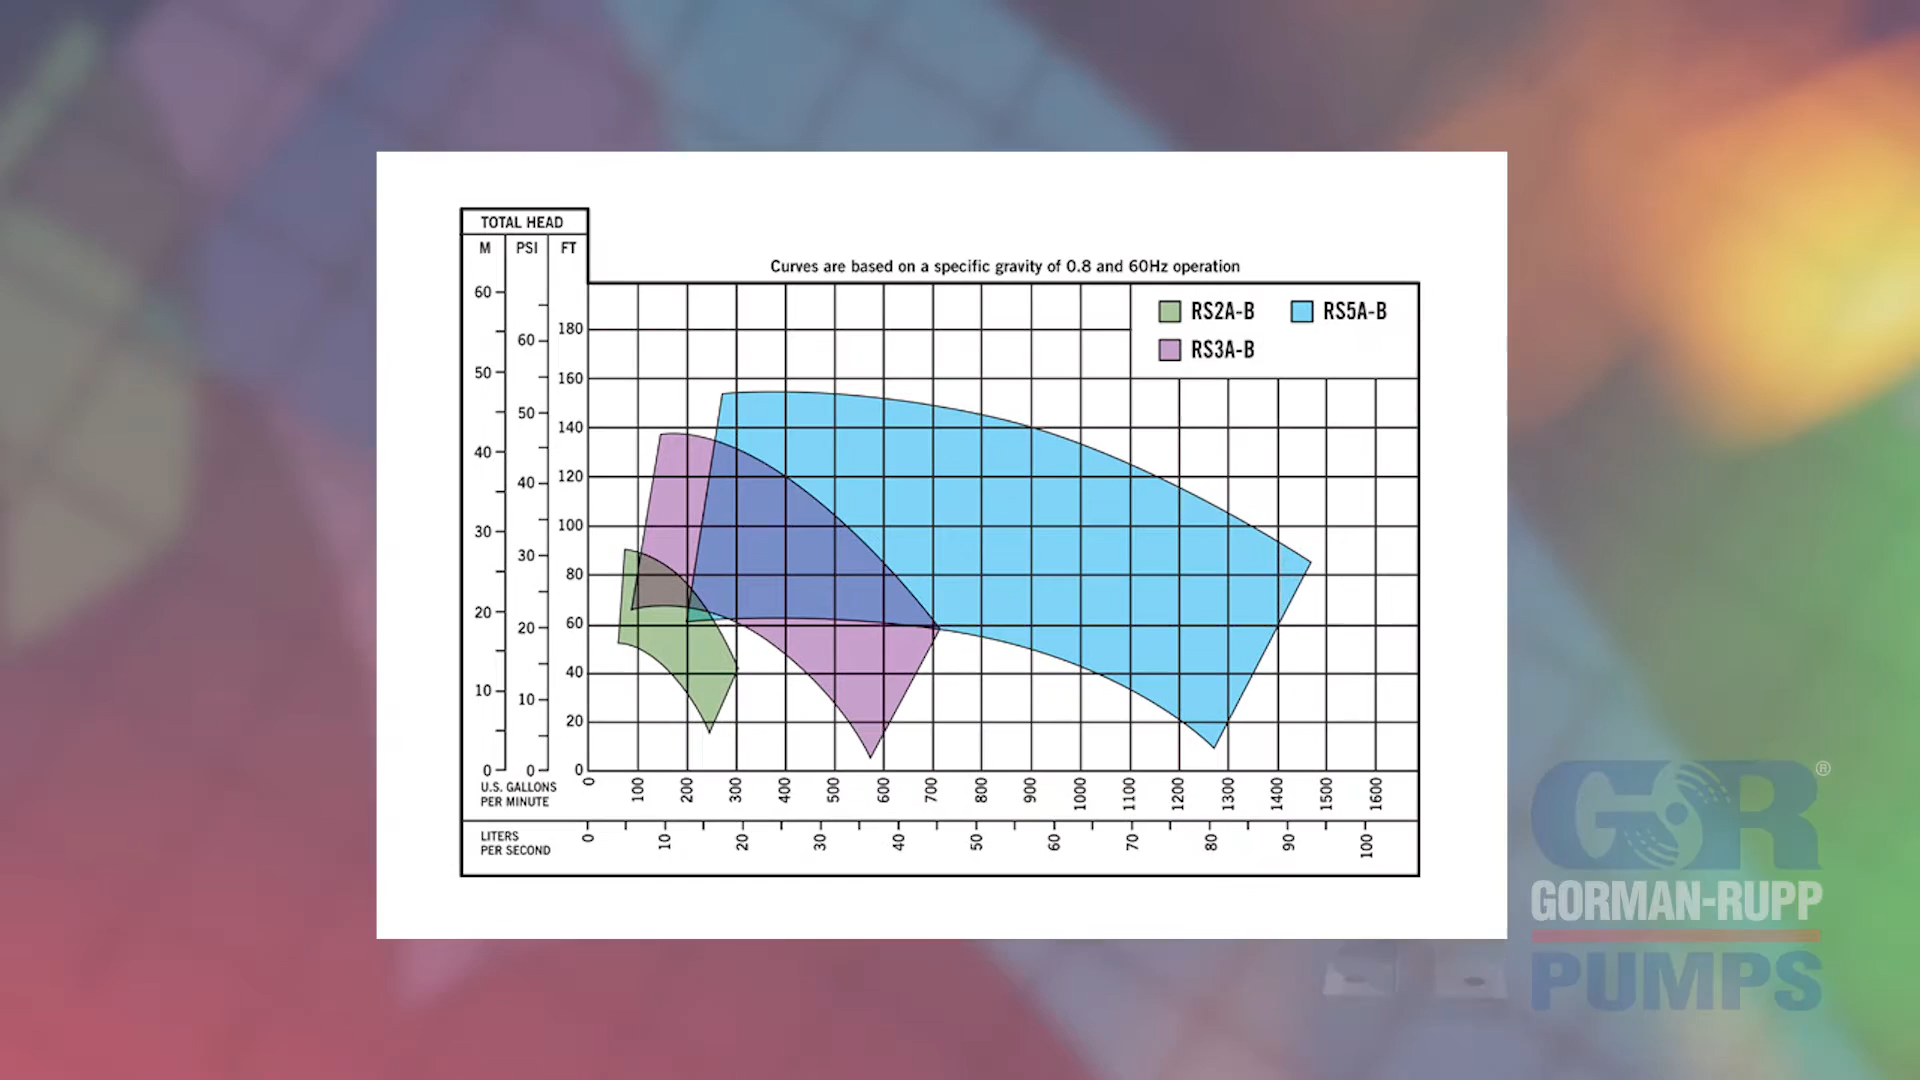 TOTAL HEAD
M PSI FT
Curves are based on a specific gravity of 0.8 and 60Hz operation
RS2A-B RS5A-B
RS3A-B
60
50
40
30
20
10
0
60
50
40
30
20
10
0
180
160
140
120
100
80
60
40
20
0
U.S. GALLONS
PER MINUTE
0 100 200 300 400 500 600 700 800 900 1000 1100 1200 1300 1400 1500 1600
LITERS
PER SECOND
0 10 20 30 40 50 60 70 80 90 100
GR®
GORMAN-RUPP
PUMPS